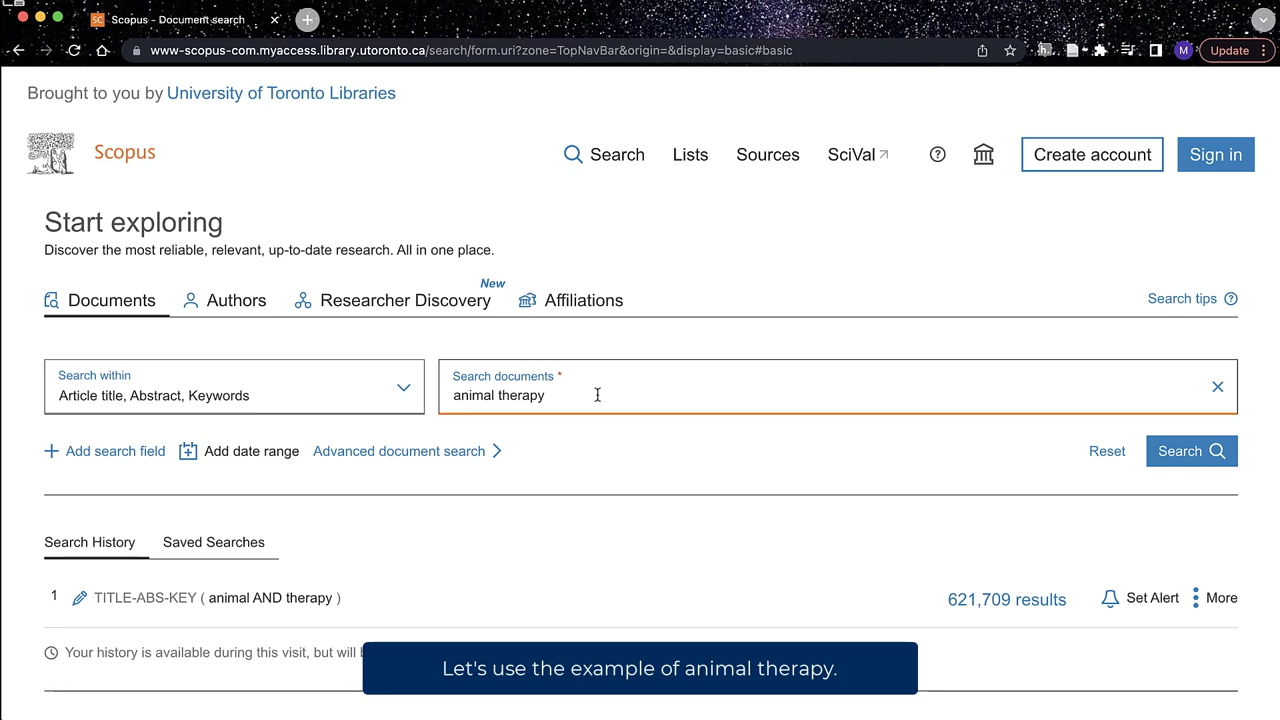 SC Scopus - Document search
www-scopus-com.myaccess.library.utoronto.ca/search/form.uri?zone=TopNavBar&origin=&display=basic#basic
M
Update
Brought to you by University of Toronto Libraries
Scopus
Search
Lists
Sources
SciVal
Create account
Sign in
Start exploring
Discover the most reliable, relevant, up-to-date research. All in one place.
New
Documents
Authors
Researcher Discovery
Affiliations
Search tips
Search within
Article title, Abstract, Keywords
Search documents *
animal therapy
Add search field
Add date range
Advanced document search
Reset
Search
Search History
Saved Searches
1
TITLE-ABS-KEY ( animal AND therapy )
621,709 results
Set Alert
More
Your history is available during this visit, but will
Let's use the example of animal therapy.